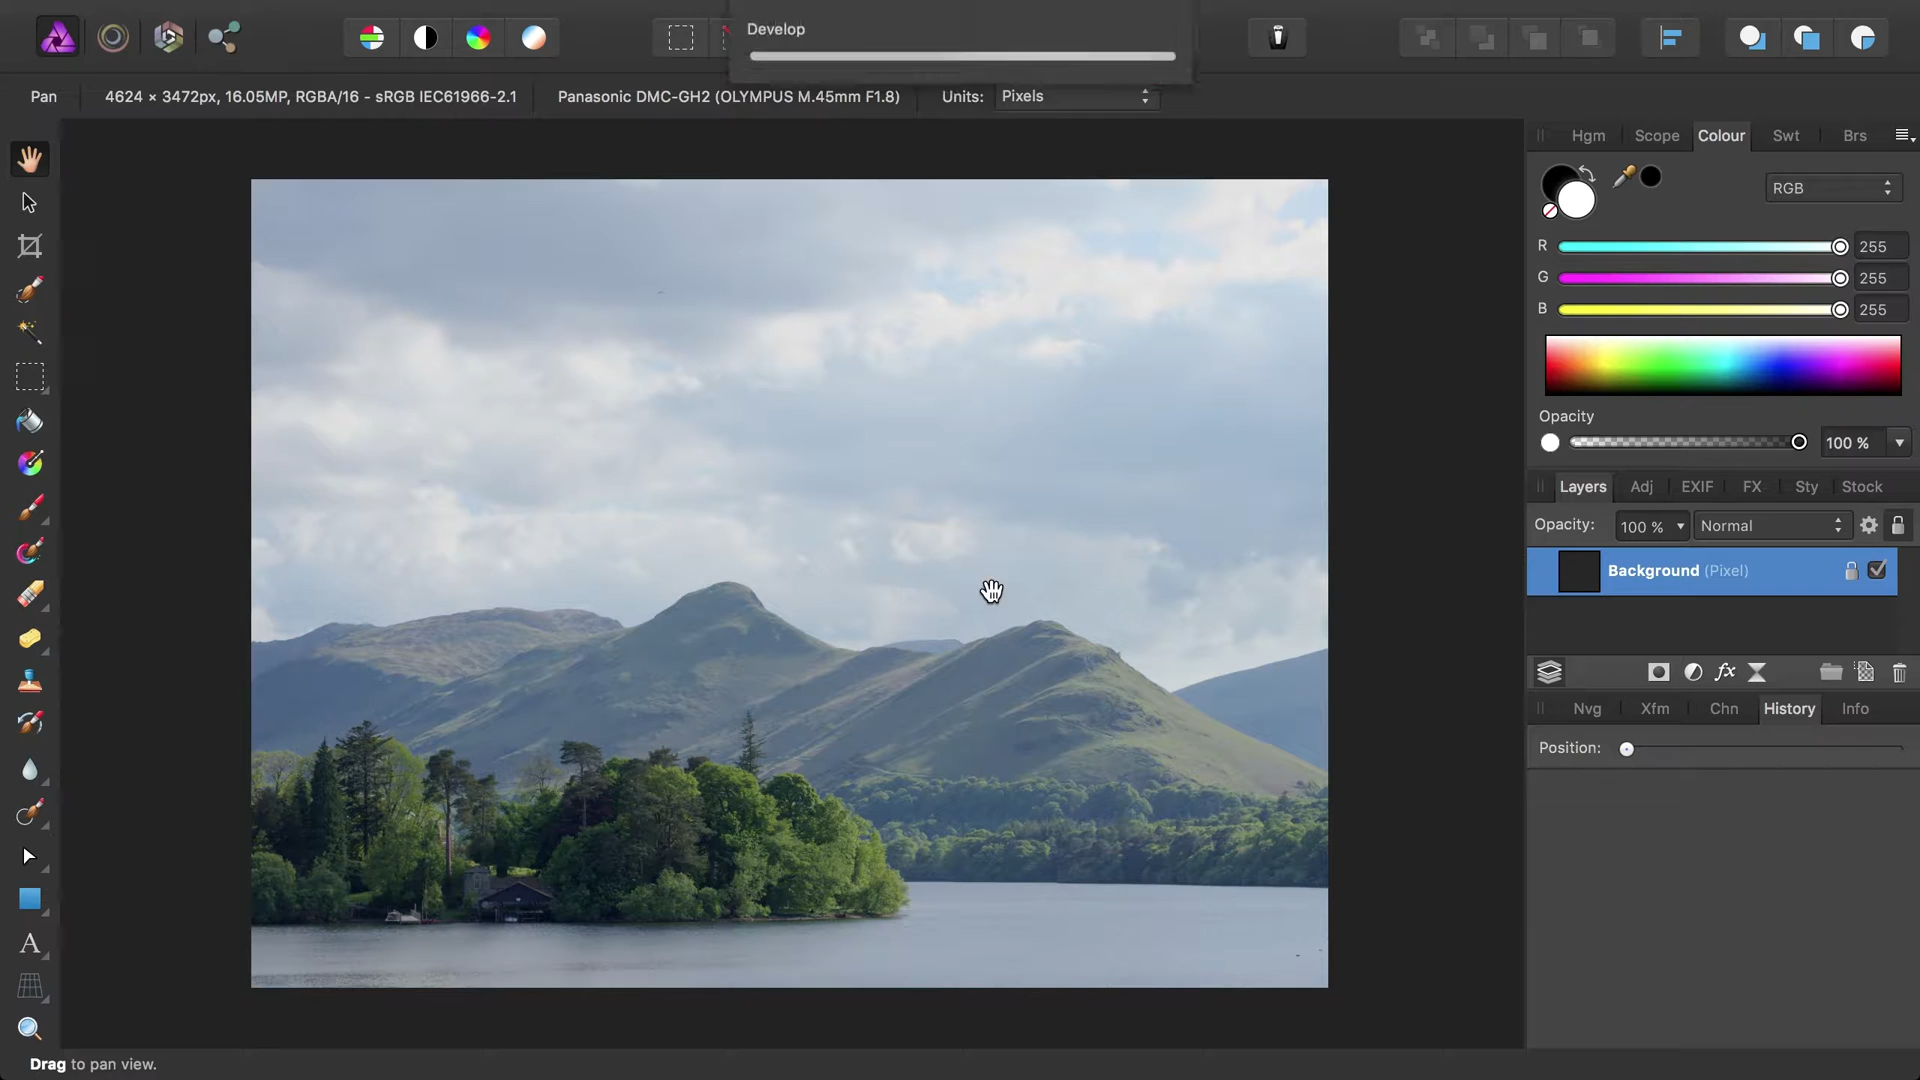 Develop
Pan
4624 × 3472px, 16.05MP, RGBA/16 - sRGB IEC61966-2.1
Panasonic DMC-GH2 (OLYMPUS M.45mm F1.8)
Units:
Pixels
Hgm
Scope
Colour
Swt
Brs
RGB
R
255
G
255
B
255
Opacity
100 %
Layers
Adj
EXIF
FX
Sty
Stock
Opacity:
100 %
Normal
Background (Pixel)
fx
Nvg
Xfm
Chn
History
Info
Position:
A
Drag to pan view.